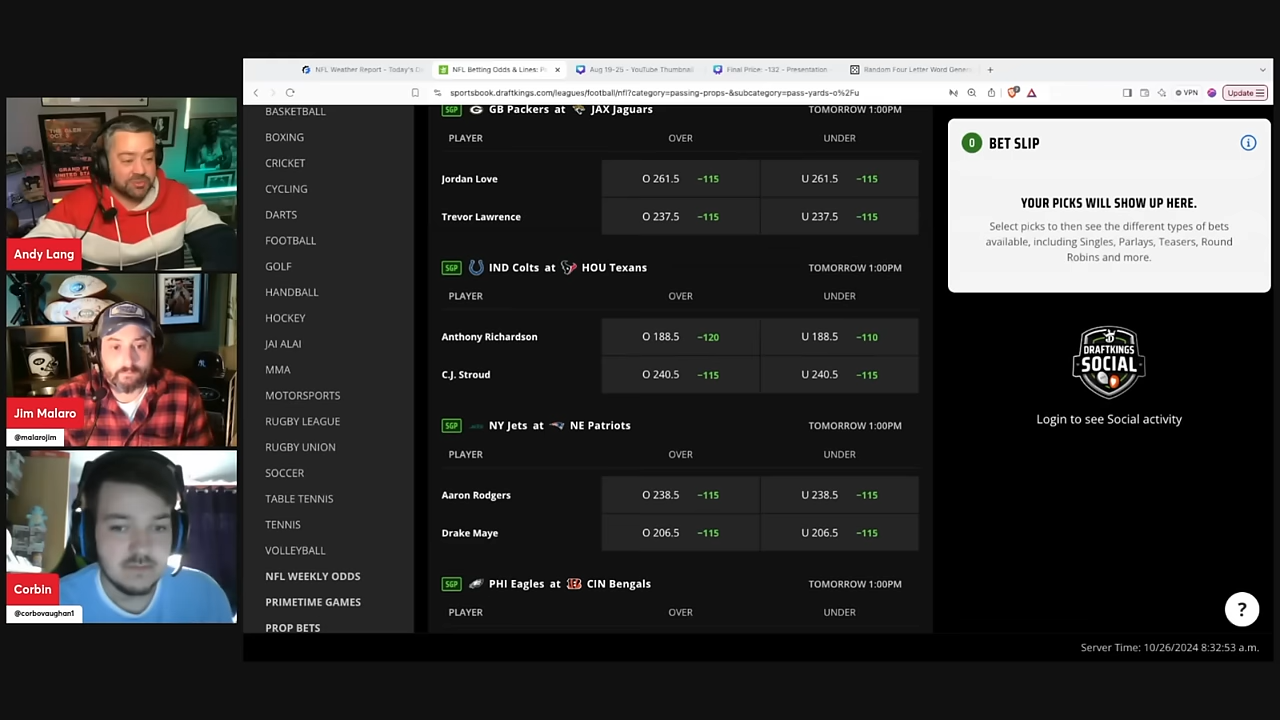 NFL Weather Report – Today's
NFL Betting Odds & Lines:
Aug 19-25 – YouTube Thumbnail
Final Price: -132 - Presentation
Random Four Letter Word Gene
sportsbook.draftkings.com/leagues/football/nfl?category=passing-props-&subcategory=pass-yards-o%2Fu
VPN
Update
BASKETBALL
BOXING
CRICKET
CYCLING
DARTS
FOOTBALL
GOLF
HANDBALL
HOCKEY
JAI ALAI
MMA
MOTORSPORTS
RUGBY LEAGUE
RUGBY UNION
SOCCER
TABLE TENNIS
TENNIS
VOLLEYBALL
NFL WEEKLY ODDS
PRIMETIME GAMES
PROP BETS
SGP GB Packers at JAX Jaguars TOMORROW 1:00PM
PLAYER OVER UNDER
Jordan Love O 261.5 −115 U 261.5 −115
Trevor Lawrence O 237.5 −115 U 237.5 −115
SGP IND Colts at HOU Texans TOMORROW 1:00PM
PLAYER OVER UNDER
Anthony Richardson O 188.5 −120 U 188.5 −110
C.J. Stroud O 240.5 −115 U 240.5 −115
SGP NY Jets at NE Patriots TOMORROW 1:00PM
PLAYER OVER UNDER
Aaron Rodgers O 238.5 −115 U 238.5 −115
Drake Maye O 206.5 −115 U 206.5 −115
SGP PHI Eagles at CIN Bengals TOMORROW 1:00PM
PLAYER OVER UNDER
0 BET SLIP
YOUR PICKS WILL SHOW UP HERE.
Select picks to then see the different types of bets
available, including Singles, Parlays, Teasers, Round
Robins and more.
DRAFTKINGS
SOCIAL
Login to see Social activity
?
Server Time: 10/26/2024 8:32:53 a.m.
Andy Lang
Jim Malaro
@malarojim
Corbin
@corbovaughan1